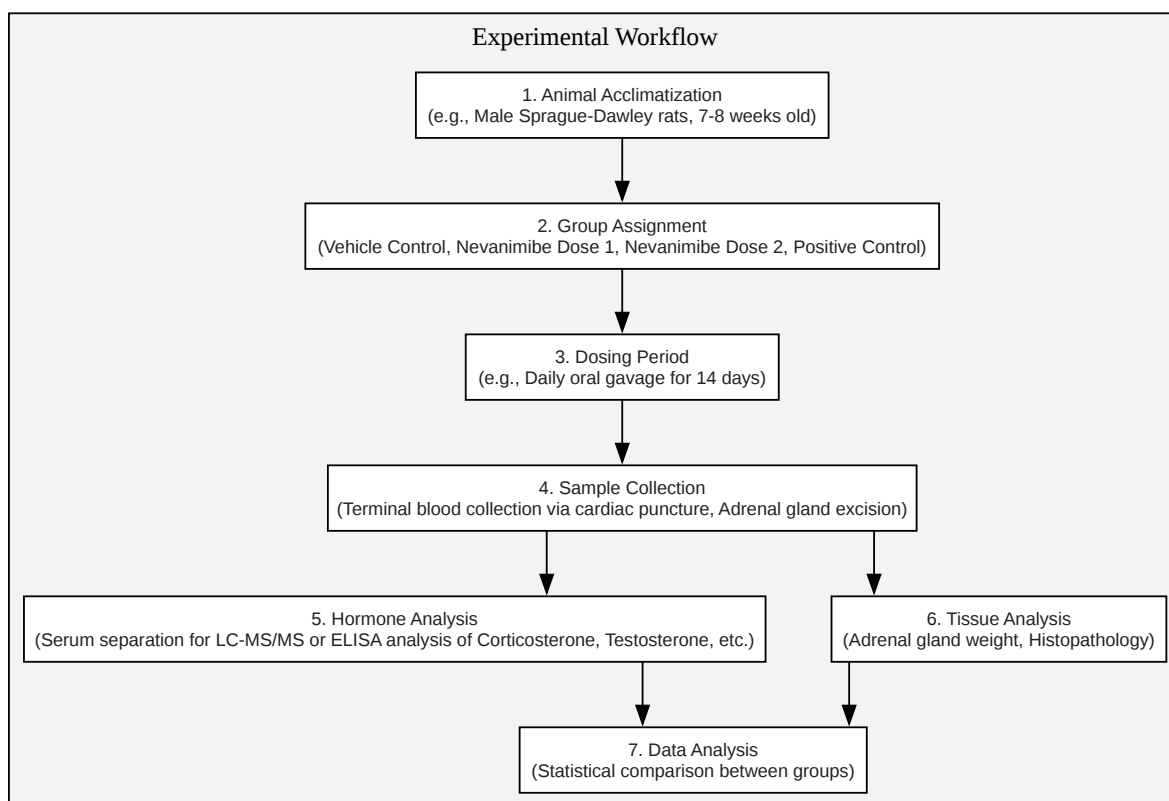 Experimental Workflow
1. Animal Acclimatization
(e.g., Male Sprague-Dawley rats, 7-8 weeks old)
2. Group Assignment
(Vehicle Control, Nevanimibe Dose 1, Nevanimibe Dose 2, Positive Control)
3. Dosing Period
(e.g., Daily oral gavage for 14 days)
4. Sample Collection
(Terminal blood collection via cardiac puncture, Adrenal gland excision)
5. Hormone Analysis
(Serum separation for LC-MS/MS or ELISA analysis of Corticosterone, Testosterone, etc.)
6. Tissue Analysis
(Adrenal gland weight, Histopathology)
7. Data Analysis
(Statistical comparison between groups)